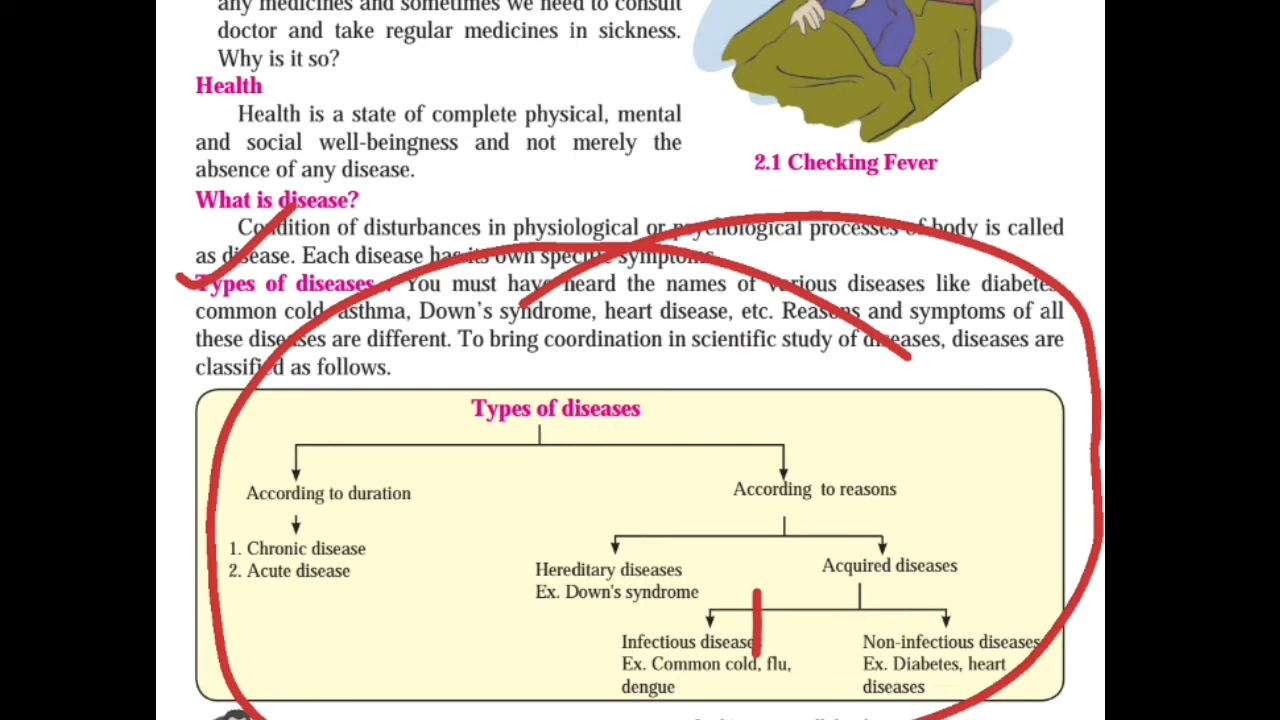 any medicines and sometimes we need to consult
doctor and take regular medicines in sickness.
Why is it so?
Health
Health is a state of complete physical, mental
and social well-beingness and not merely the
absence of any disease.
2.1 Checking Fever
What is disease?
Condition of disturbances in physiological or psychological processes of body is called
as disease. Each disease has its own specific symptoms.
Types of diseases : You must have heard the names of various diseases like diabetes,
common cold, asthma, Down's syndrome, heart disease, etc. Reasons and symptoms of all
these diseases are different. To bring coordination in scientific study of diseases, diseases are
classified as follows.
Types of diseases
According to duration
1. Chronic disease
2. Acute disease
According to reasons
Hereditary diseases
Ex. Down's syndrome
Acquired diseases
Infectious diseases
Ex. Common cold, flu,
dengue
Non-infectious diseases
Ex. Diabetes, heart
diseases